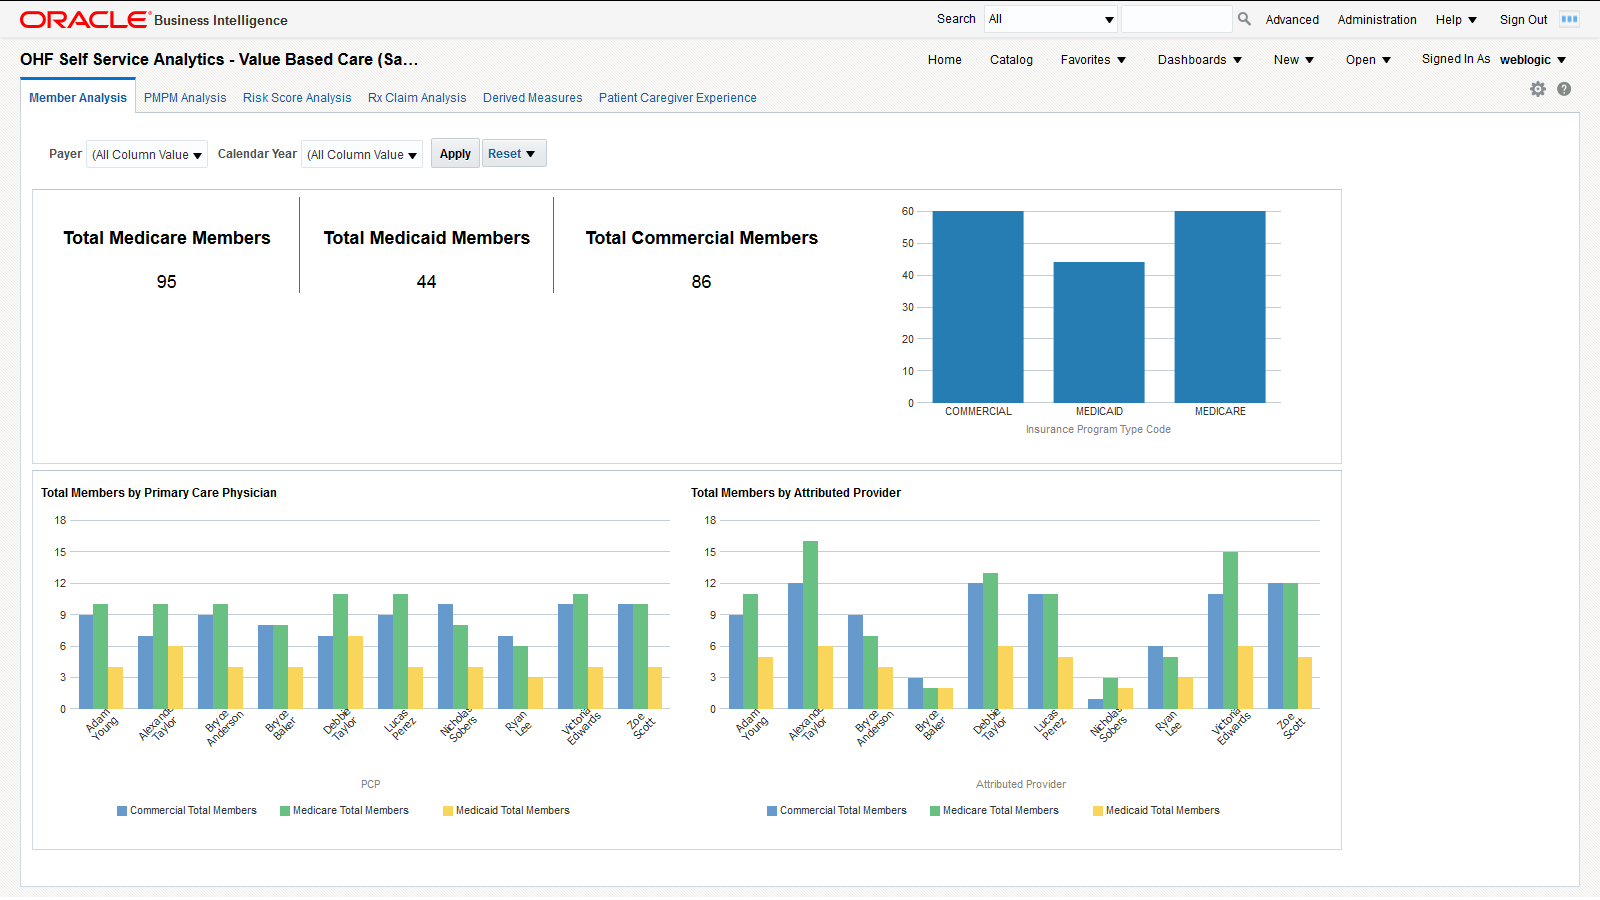 ORACLE Business Intelligence
Search All Advanced Administration Help Sign Out
OHF Self Service Analytics - Value Based Care (Sa...
Home Catalog Favorites Dashboards New Open Signed In As weblogic
Member Analysis PMPM Analysis Risk Score Analysis Rx Claim Analysis Derived Measures Patient Caregiver Experience
Payer (All Column Value Calendar Year (All Column Value Apply Reset
Total Medicare Members
95
Total Medicaid Members
44
Total Commercial Members
86
60
50
40
30
20
10
0
COMMERCIAL MEDICAID MEDICARE
Insurance Program Type Code
Total Members by Primary Care Physician
18
15
12
9
6
3
0
Adam Young
Alexande Taylor
Bryce Anderson
Bryce Baker
Debbie Taylor
Lucas Perez
Nicholas Sobers
Ryan Lee
Victoria Edwards
Zoe Scott
PCP
Commercial Total Members Medicare Total Members Medicaid Total Members
Total Members by Attributed Provider
18
15
12
9
6
3
0
Adam Young
Alexande Taylor
Bryce Anderson
Bryce Baker
Debbie Taylor
Lucas Perez
Nicholas Sobers
Ryan Lee
Victoria Edwards
Zoe Scott
Attributed Provider
Commercial Total Members Medicare Total Members Medicaid Total Members